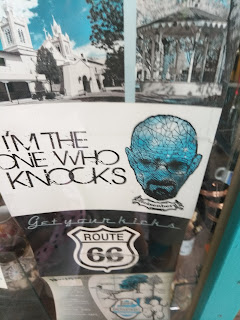 I'M THE
ONE WHO
KNOCKS
Get your kicks
ROUTE
66